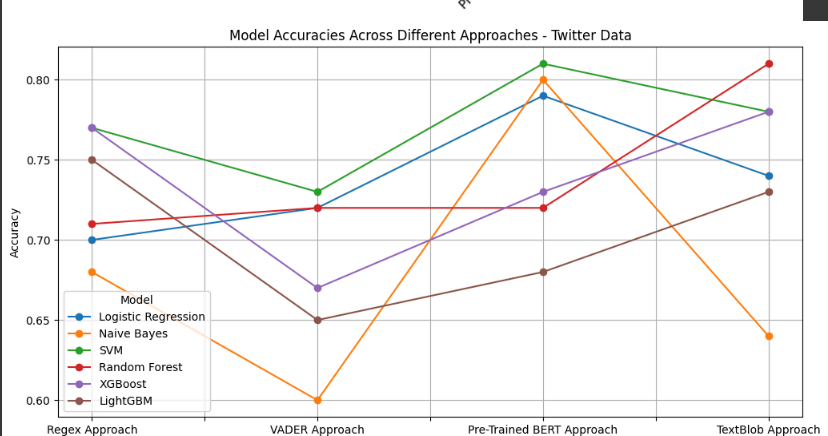 Model Accuracies Across Different Approaches - Twitter Data
Accuracy
0.80
0.75
0.70
0.65
0.60
Model
Logistic Regression
Naive Bayes
SVM
Random Forest
XGBoost
LightGBM
Regex Approach
VADER Approach
Pre-Trained BERT Approach
TextBlob Approach